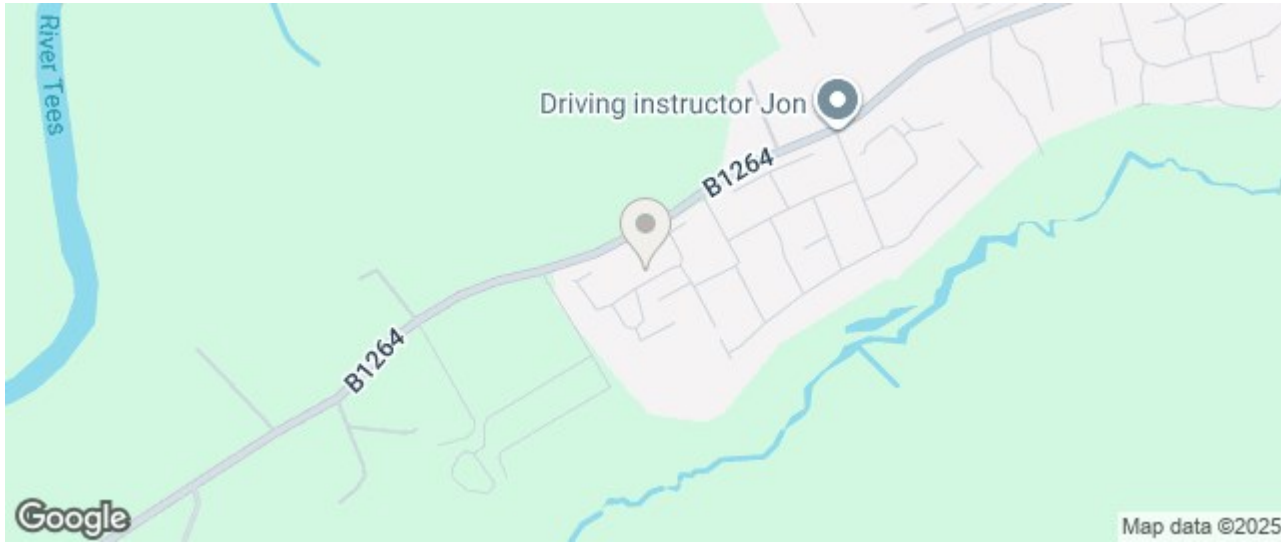 River Tees
Driving instructor Jon
B1264
B1264
Google
Map data ©2025